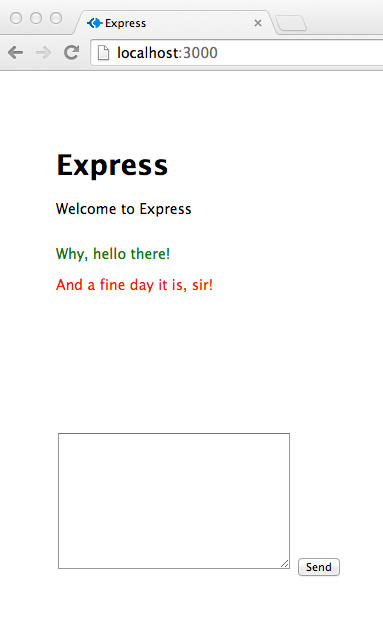 Express
localhost:3000
Express
Welcome to Express
Why, hello there!
And a fine day it is, sir!
Send